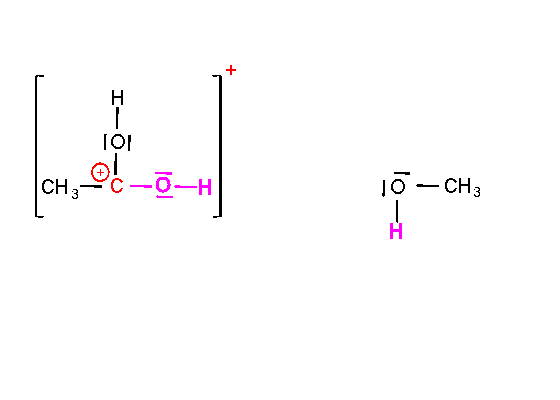 +
H
|O|
CH3 + C O H
O CH3
H